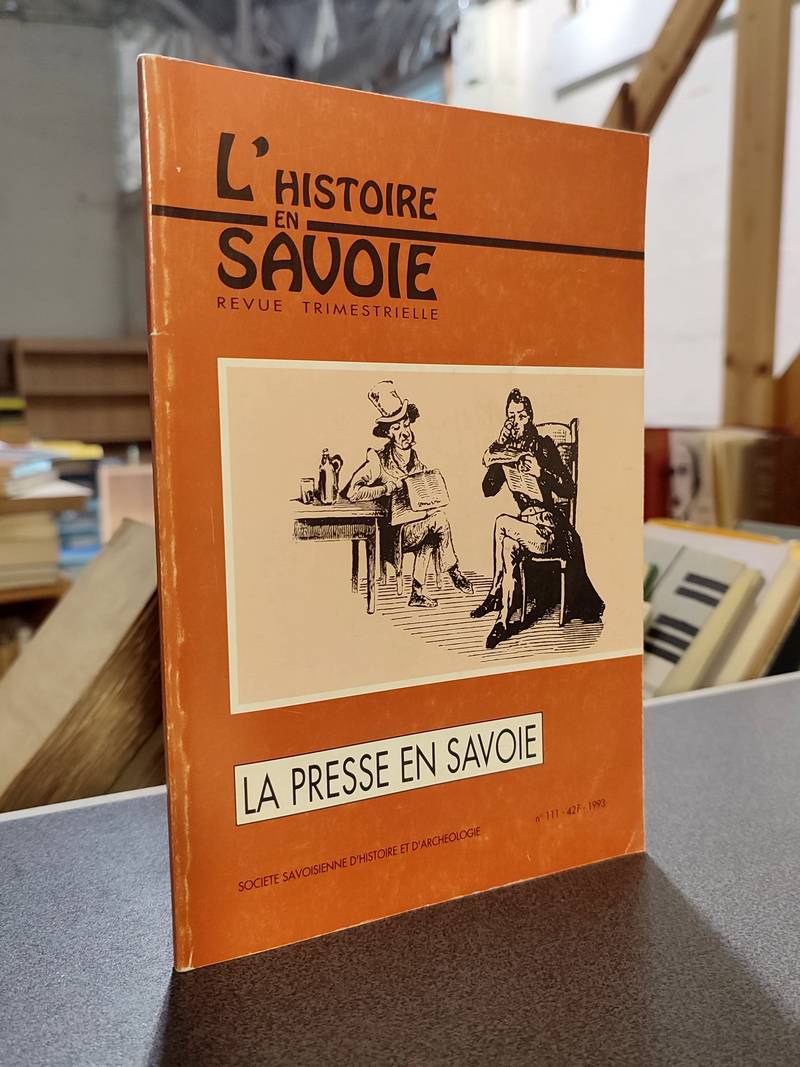 L'HISTOIRE
EN
SAVOIE
REVUE TRIMESTRIELLE
LA PRESSE EN SAVOIE
n° 111 - 42F - 1993
SOCIETE SAVOISIENNE D'HISTOIRE ET D'ARCHEOLOGIE